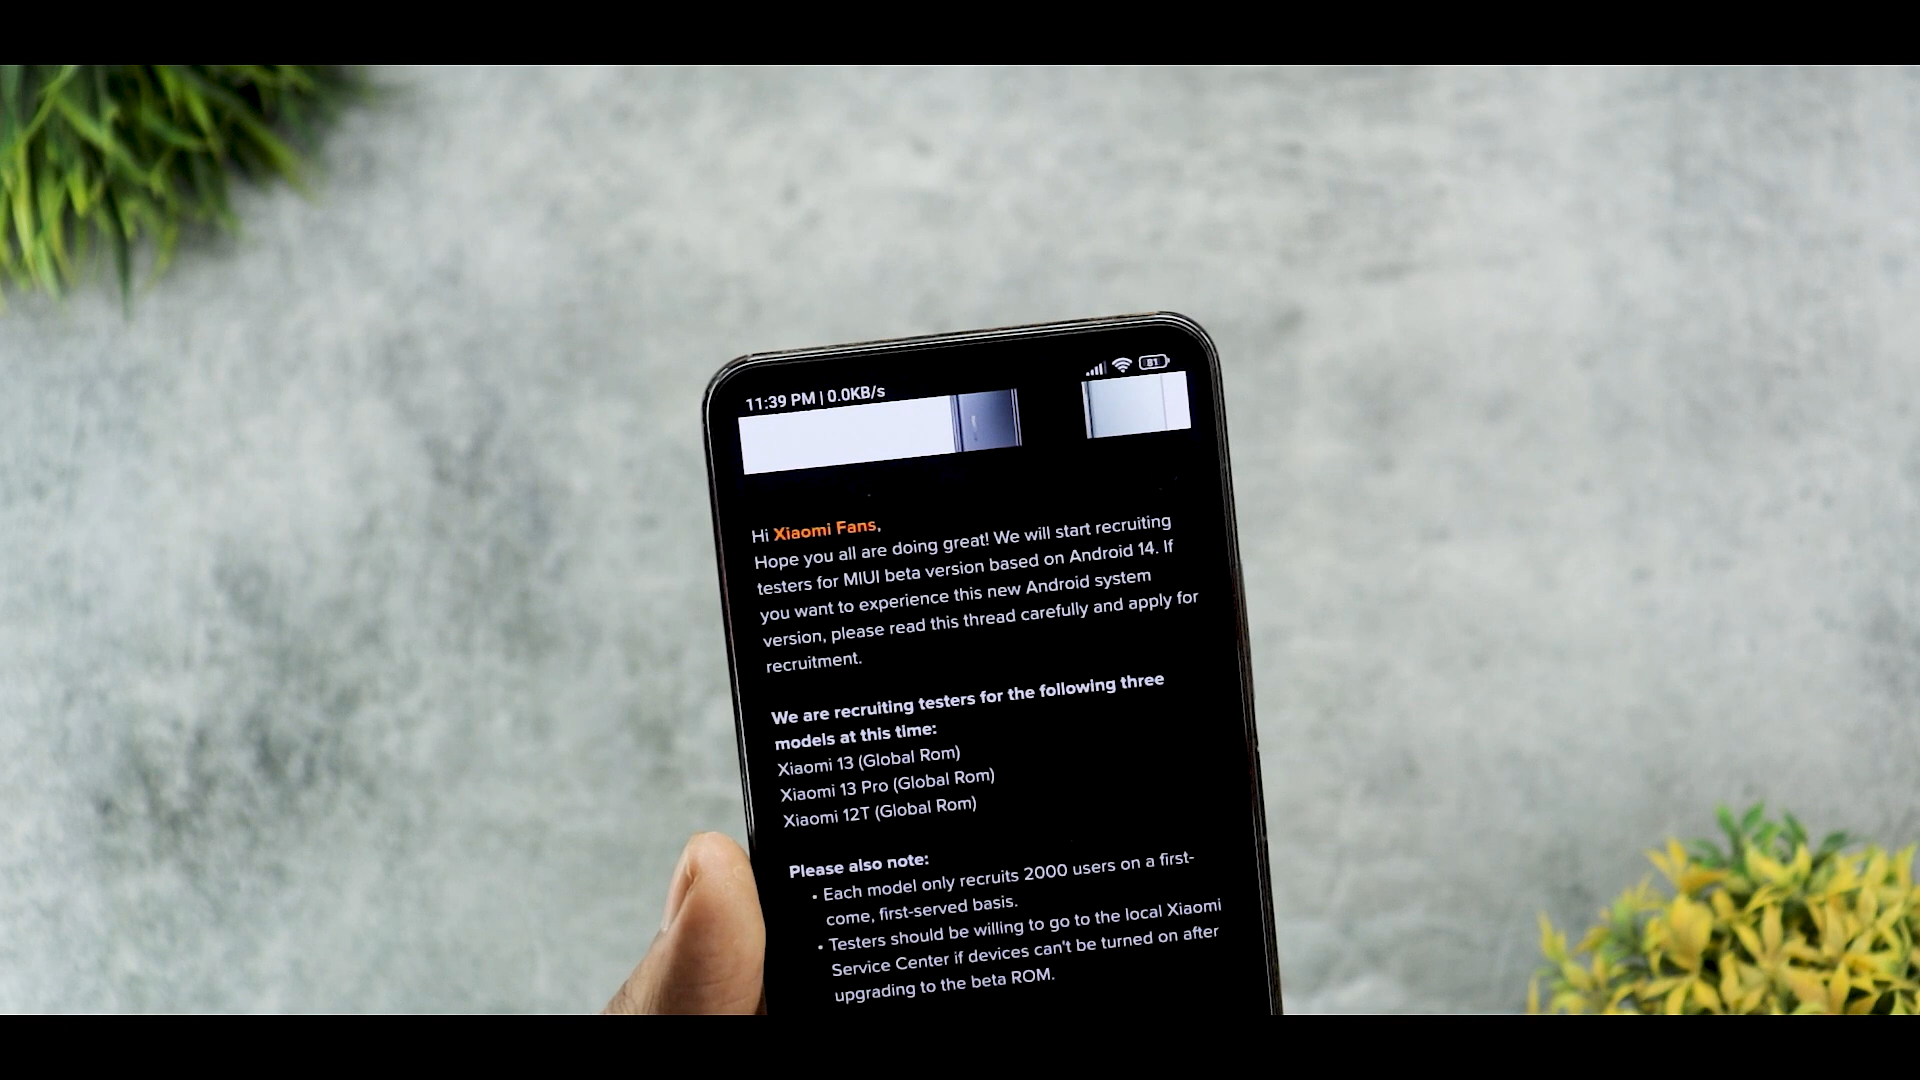 11:39 PM | 0.0KB/s
81
Hi Xiaomi Fans,
Hope you all are doing great! We will start recruiting
testers for MIUI beta version based on Android 14. If
you want to experience this new Android system
version, please read this thread carefully and apply for
recruitment.
We are recruiting testers for the following three
models at this time:
Xiaomi 13 (Global Rom)
Xiaomi 13 Pro (Global Rom)
Xiaomi 12T (Global Rom)
Please also note:
• Each model only recruits 2000 users on a first-
come, first-served basis.
• Testers should be willing to go to the local Xiaomi
Service Center if devices can't be turned on after
upgrading to the beta ROM.